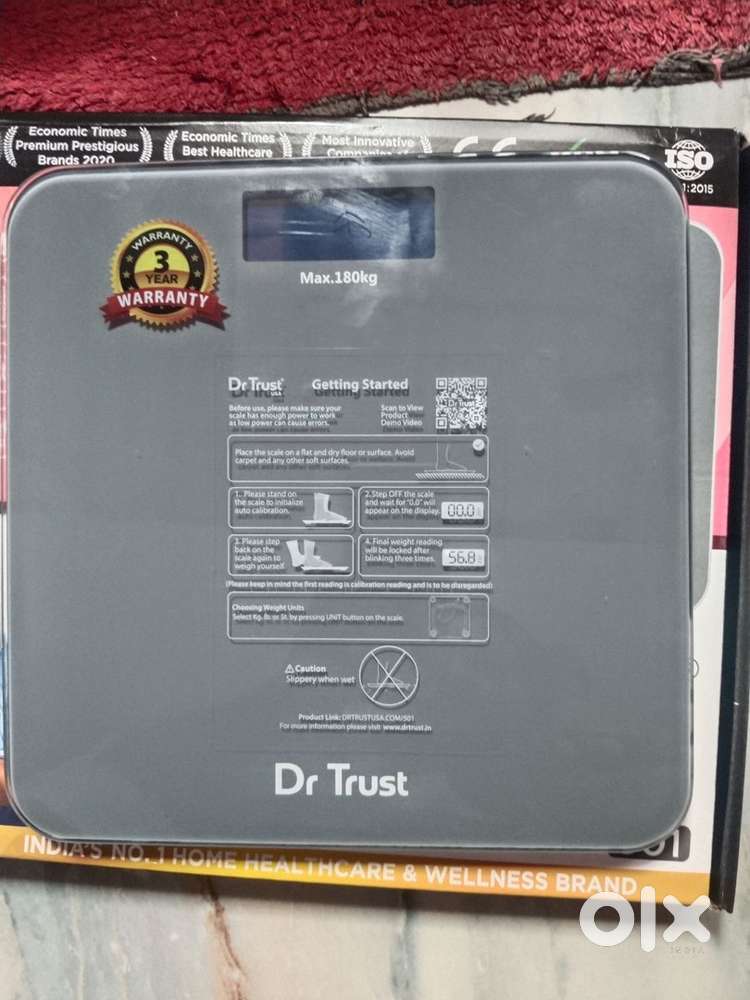 Economic Times
Premium Prestigious
Brands 2020
Economic Times
Best Healthcare
Most Innovative
Companies of
ISO
1:2015
Max.180kg
WARRANTY
3
YEAR
WARRANTY
Dr Trust
USA
Getting Started
Before use, please make sure your
scale has enough power to work
as low power can cause errors.
Scan to View
Product
Demo Video
Dr Trust
Place the scale on a flat and dry floor or surface. Avoid
carpet and any other soft surfaces.
1. Please stand on
the scale to initialize
auto calibration.
2.Step OFF the scale
and wait for "0.0" will
appear on the display.
00.0
3. Please step
back on the
scale again to
weigh yourself.
4. Final weight reading
will be locked after
blinking three times.
56.8
(Please keep in mind the first reading is calibration reading and is to be disregarded)
Choosing Weight Units
Select Kg, lb, or St. by pressing UNIT button on the scale.
Caution
Slippery when wet
Product Link: DRTRUSTUSA.COM/501
For more information please visit www.drtrust.in
Dr Trust
INDIA'S NO. 1 HOME HEALTHCARE & WELLNESS BRAND
olx
INDIA